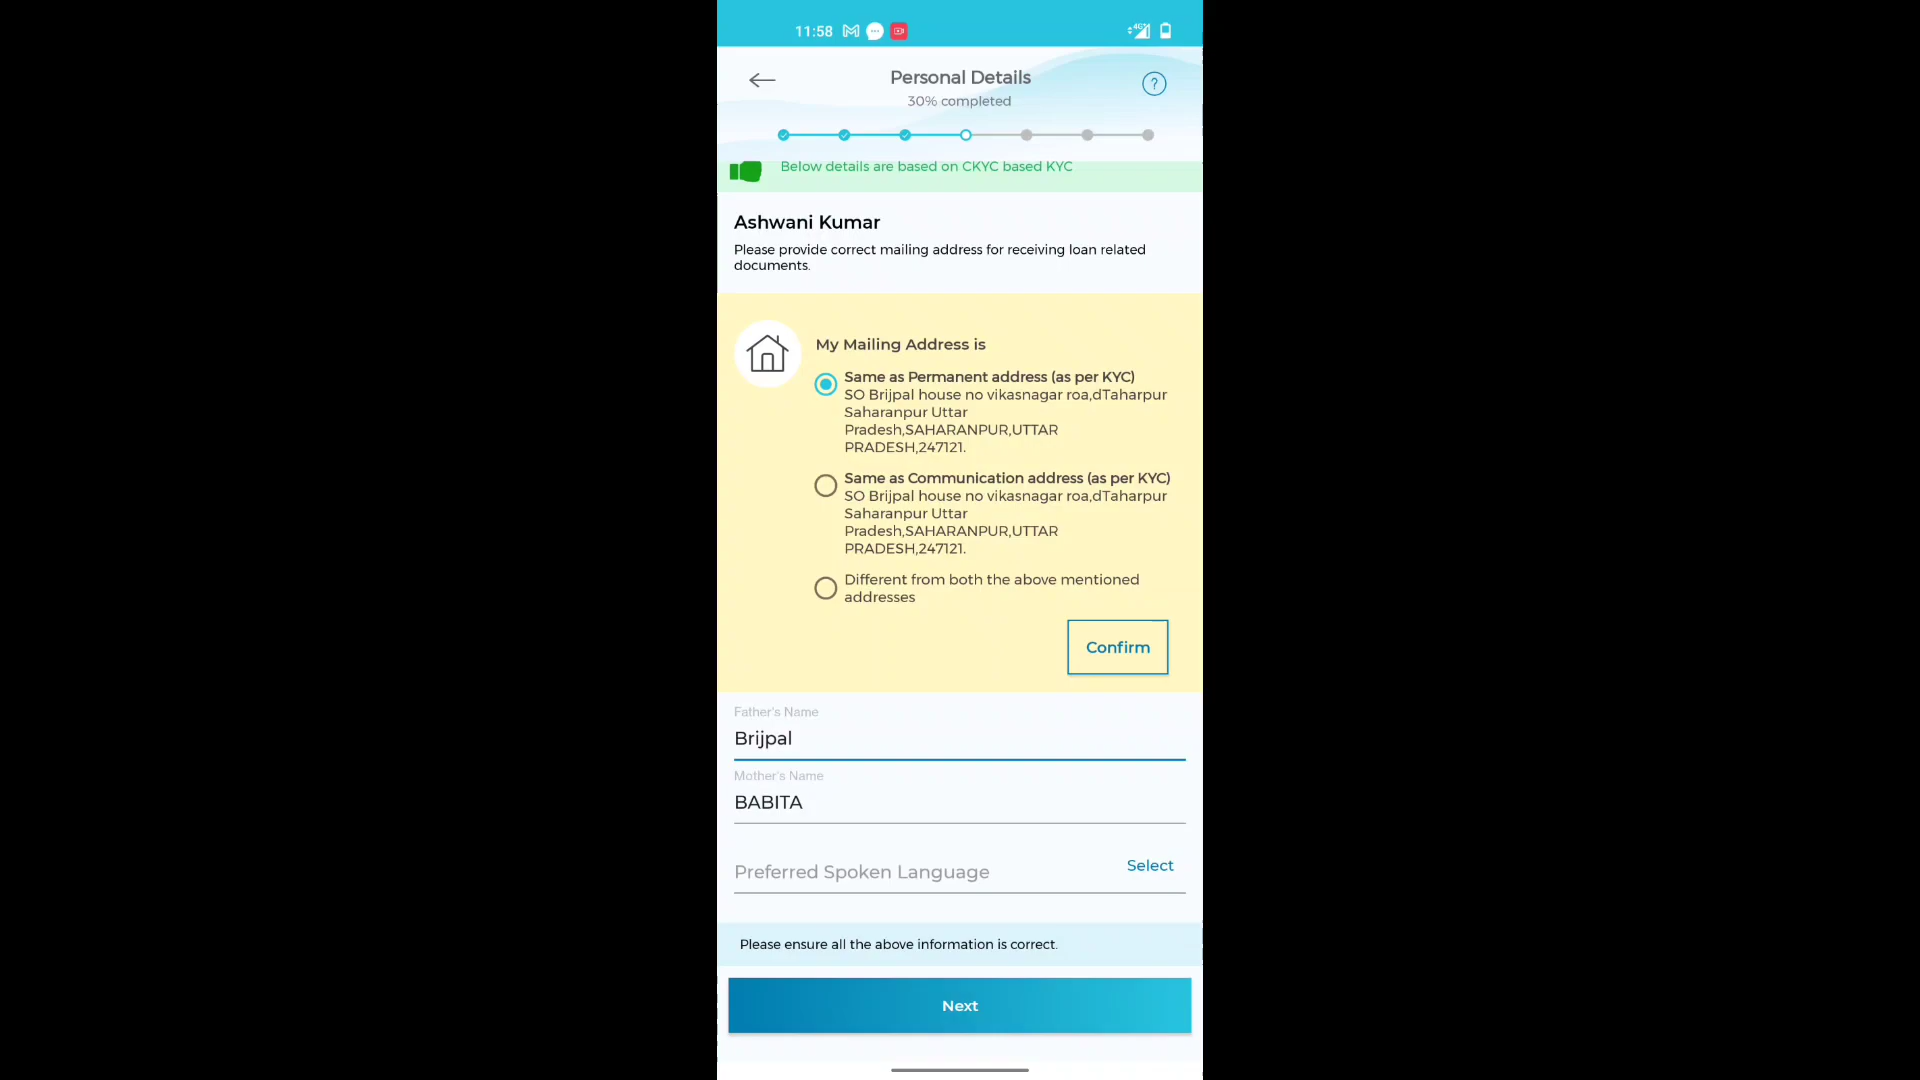 11:58
4G+
Personal Details
?
30% completed
Below details are based on CKYC based KYC
Ashwani Kumar
Please provide correct mailing address for receiving loan related
documents.
My Mailing Address is
Same as Permanent address (as per KYC)
SO Brijpal house no vikasnagar roa,dTaharpur
Saharanpur Uttar
Pradesh,SAHARANPUR,UTTAR
PRADESH,247121.
Same as Communication address (as per KYC)
SO Brijpal house no vikasnagar roa,dTaharpur
Saharanpur Uttar
Pradesh,SAHARANPUR,UTTAR
PRADESH,247121.
Different from both the above mentioned
addresses
Confirm
Father's Name
Brijpal
Mother's Name
BABITA
Preferred Spoken Language
Select
Please ensure all the above information is correct.
Next